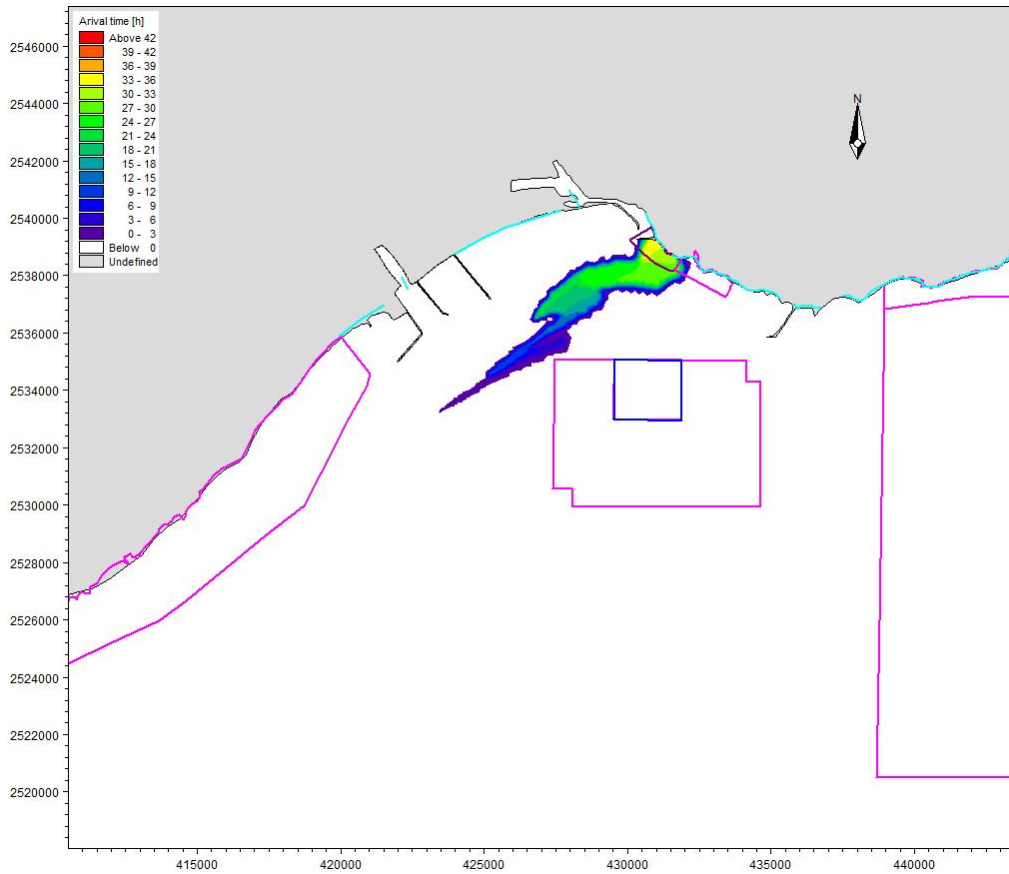 Arival time [h]
Above 42
39 - 42
36 - 39
33 - 36
30 - 33
27 - 30
24 - 27
21 - 24
18 - 21
15 - 18
12 - 15
9 - 12
6 - 9
3 - 6
0 - 3
Below 0
Undefined
N
2546000
2544000
2542000
2540000
2538000
2536000
2534000
2532000
2530000
2528000
2526000
2524000
2522000
2520000
415000 420000 425000 430000 435000 440000